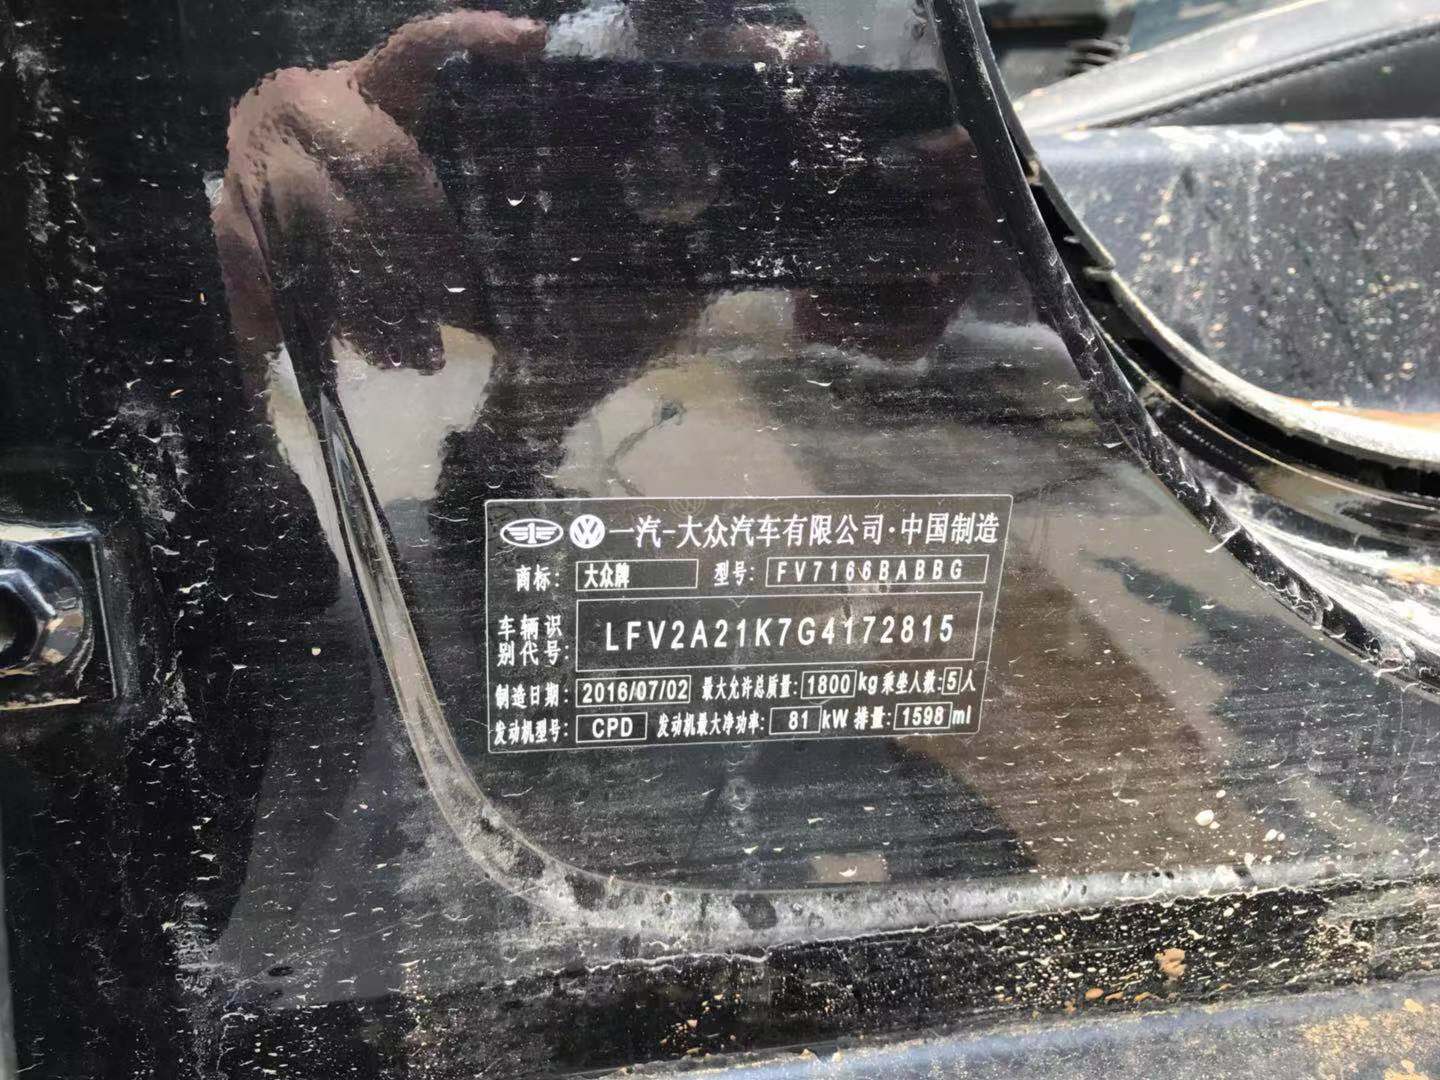 一汽-大众汽车有限公司·中国制造
商标: 大众牌 型号: FV7166BABBG
车辆识别代号: LFV2A21K7G4172815
制造日期: 2016/07/02 最大允许总质量: 1800 kg 乘坐人数: 5 人
发动机型号: CPD 发动机最大净功率: 81 kW 排量: 1598 ml